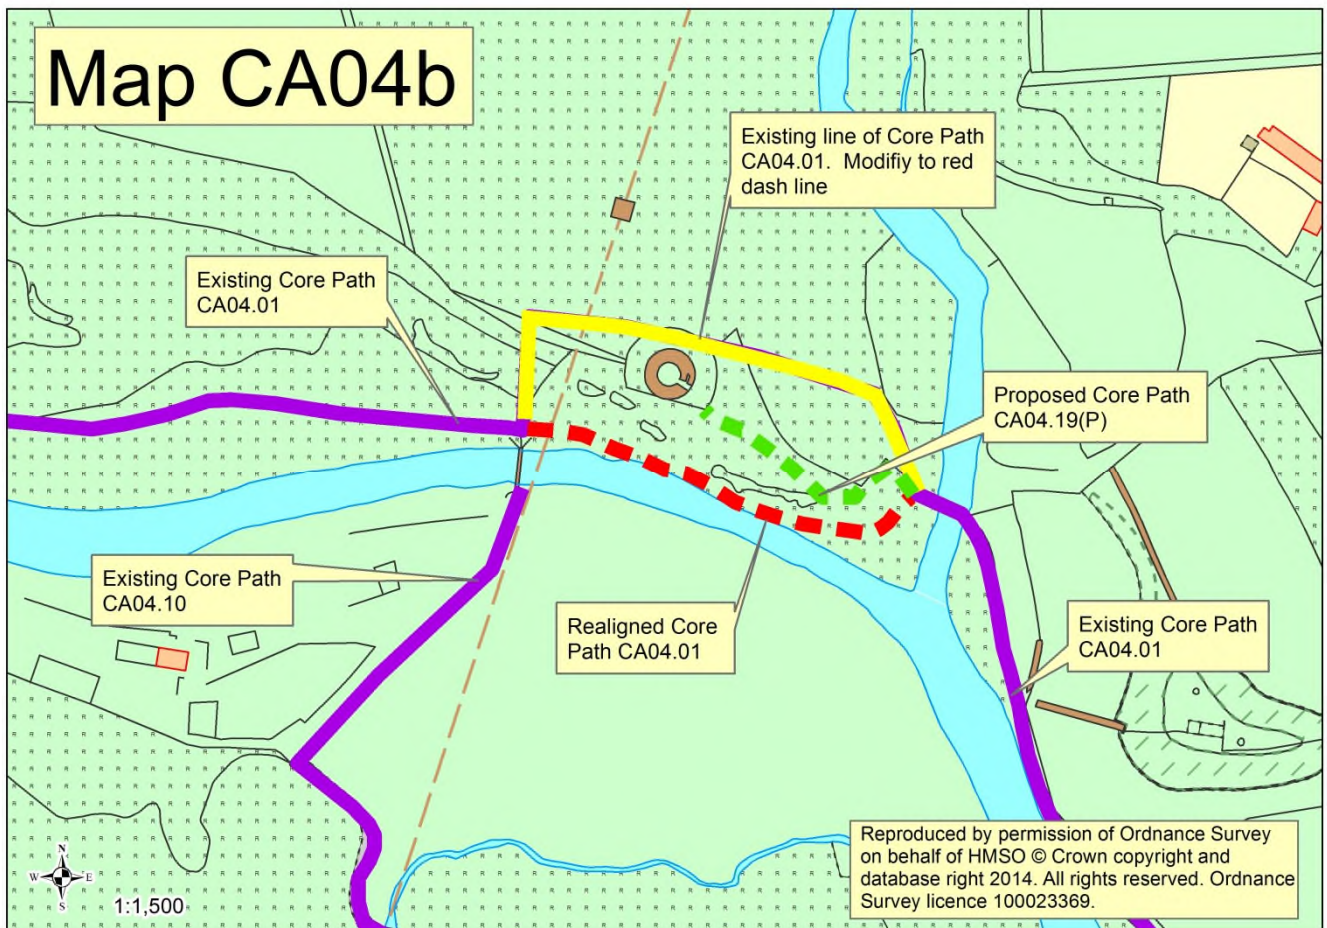 Map CA04b
Existing line of Core Path
CA04.01.  Modifiy to red
dash line
Existing Core Path
CA04.01
Proposed Core Path
CA04.19(P)
Existing Core Path
CA04.10
Realigned Core
Path CA04.01
Existing Core Path
CA04.01
Reproduced by permission of Ordnance Survey
on behalf of HMSO © Crown copyright and
database right 2014. All rights reserved. Ordnance
Survey licence 100023369.
N
W E
S
1:1,500